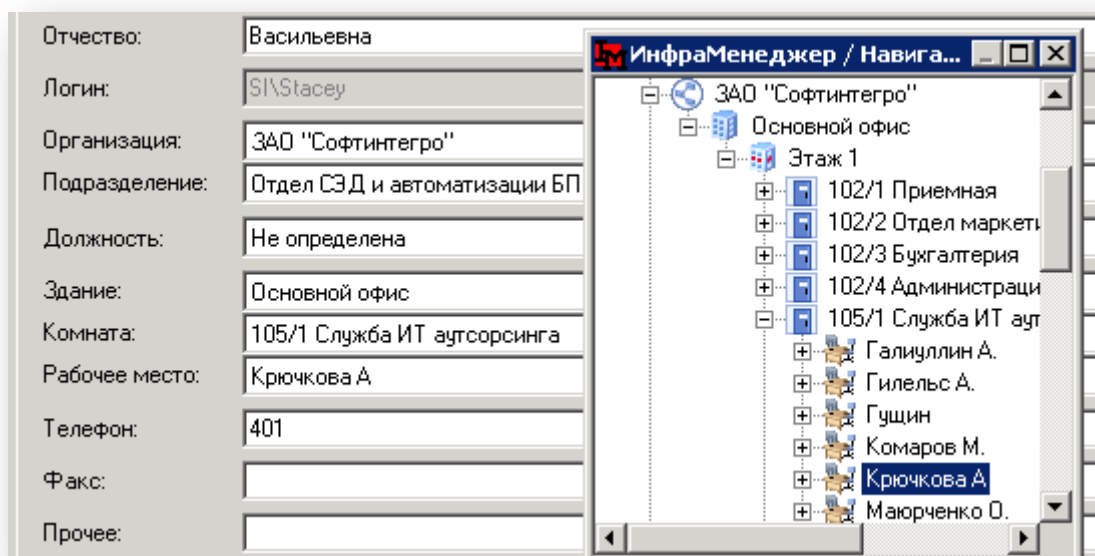 Отчество: Васильевна
Логин: SI\Stacey
Организация: ЗАО "Софтинтегро"
Подразделение: Отдел СЭД и автоматизации БП
Должность: Не определена
Здание: Основной офис
Комната: 105/1 Служба ИТ аутсорсинга
Рабочее место: Крючкова А
Телефон: 401
Факс:
Прочее:
ИнфраМенеджер / Навига...
ЗАО "Софтинтегро"
Основной офис
Этаж 1
102/1 Приемная
102/2 Отдел маркети
102/3 Бухгалтерия
102/4 Администраци
105/1 Служба ИТ аут
Галиуллин А.
Гилельс А.
Гущин
Комаров М.
Крючкова А
Маюрченко О.